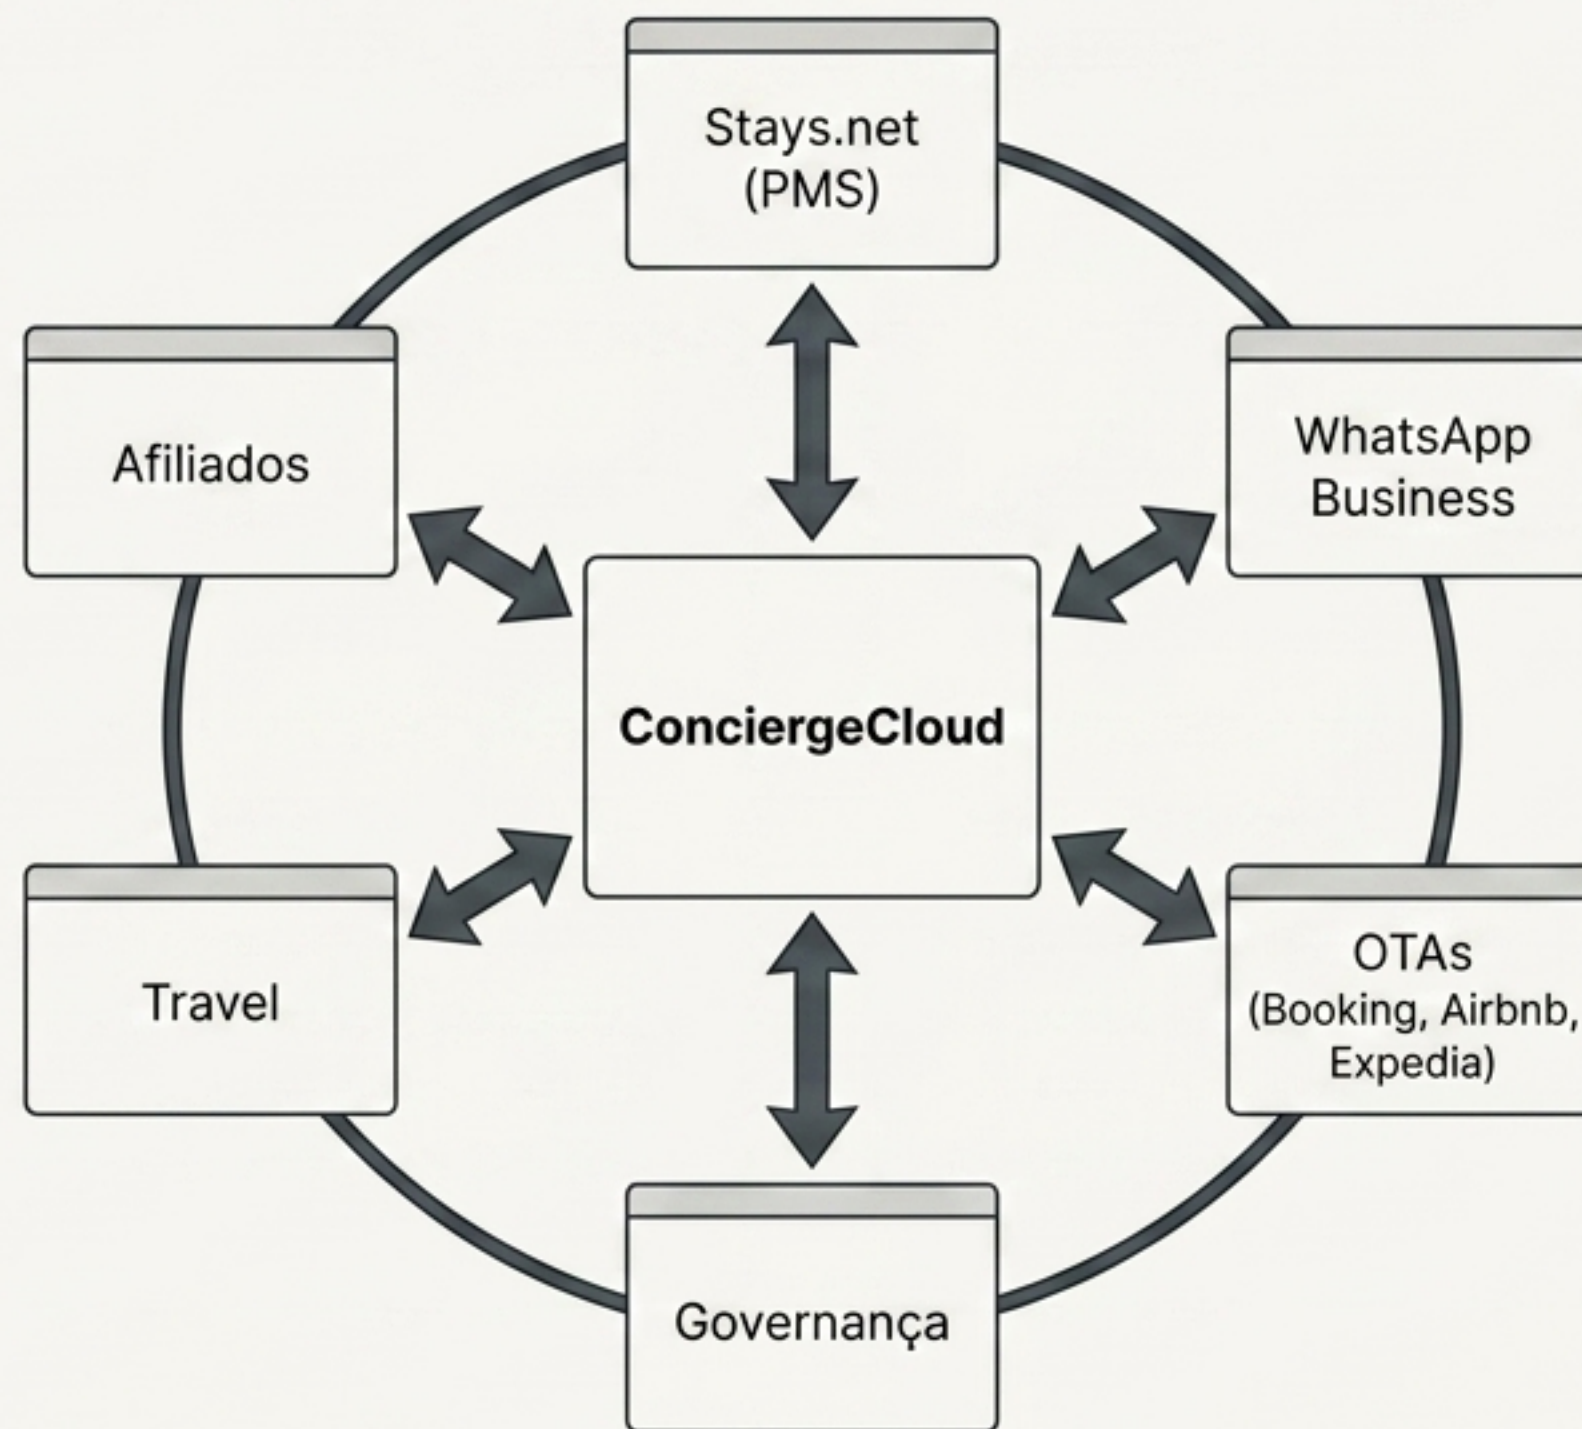 Stays.net
(PMS)
Afiliados
WhatsApp
Business
ConciergeCloud
Travel
OTAs
(Booking, Airbnb,
Expedia)
Governança